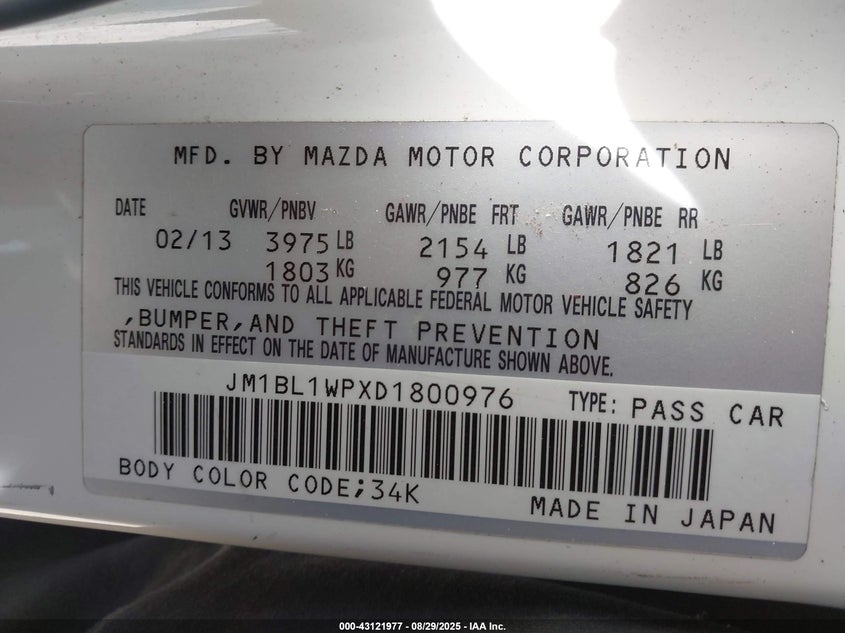 MFD. BY MAZDA MOTOR CORPORATION
DATE GVWR/PNBV GAWR/PNBE FRT GAWR/PNBE RR
02/13 3975 LB 2154 LB 1821 LB
1803 KG 977 KG 826 KG
THIS VEHICLE CONFORMS TO ALL APPLICABLE FEDERAL MOTOR VEHICLE SAFETY
,BUMPER,AND THEFT PREVENTION
STANDARDS IN EFFECT ON THE DATE OF MANUFACTURE SHOWN ABOVE.
JM1BL1WPXD1800976 TYPE: PASS CAR
BODY COLOR CODE;34K
MADE IN JAPAN
000-43121977 - 08/29/2025 - IAA Inc.